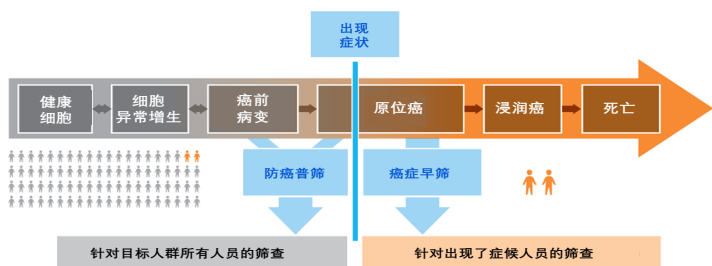 出现
症状
健康
细胞
细胞
异常增生
癌前
病变
原位癌
浸润癌
死亡
防癌普筛
癌症早筛
针对目标人群所有人员的筛查
针对出现了症候人员的筛查